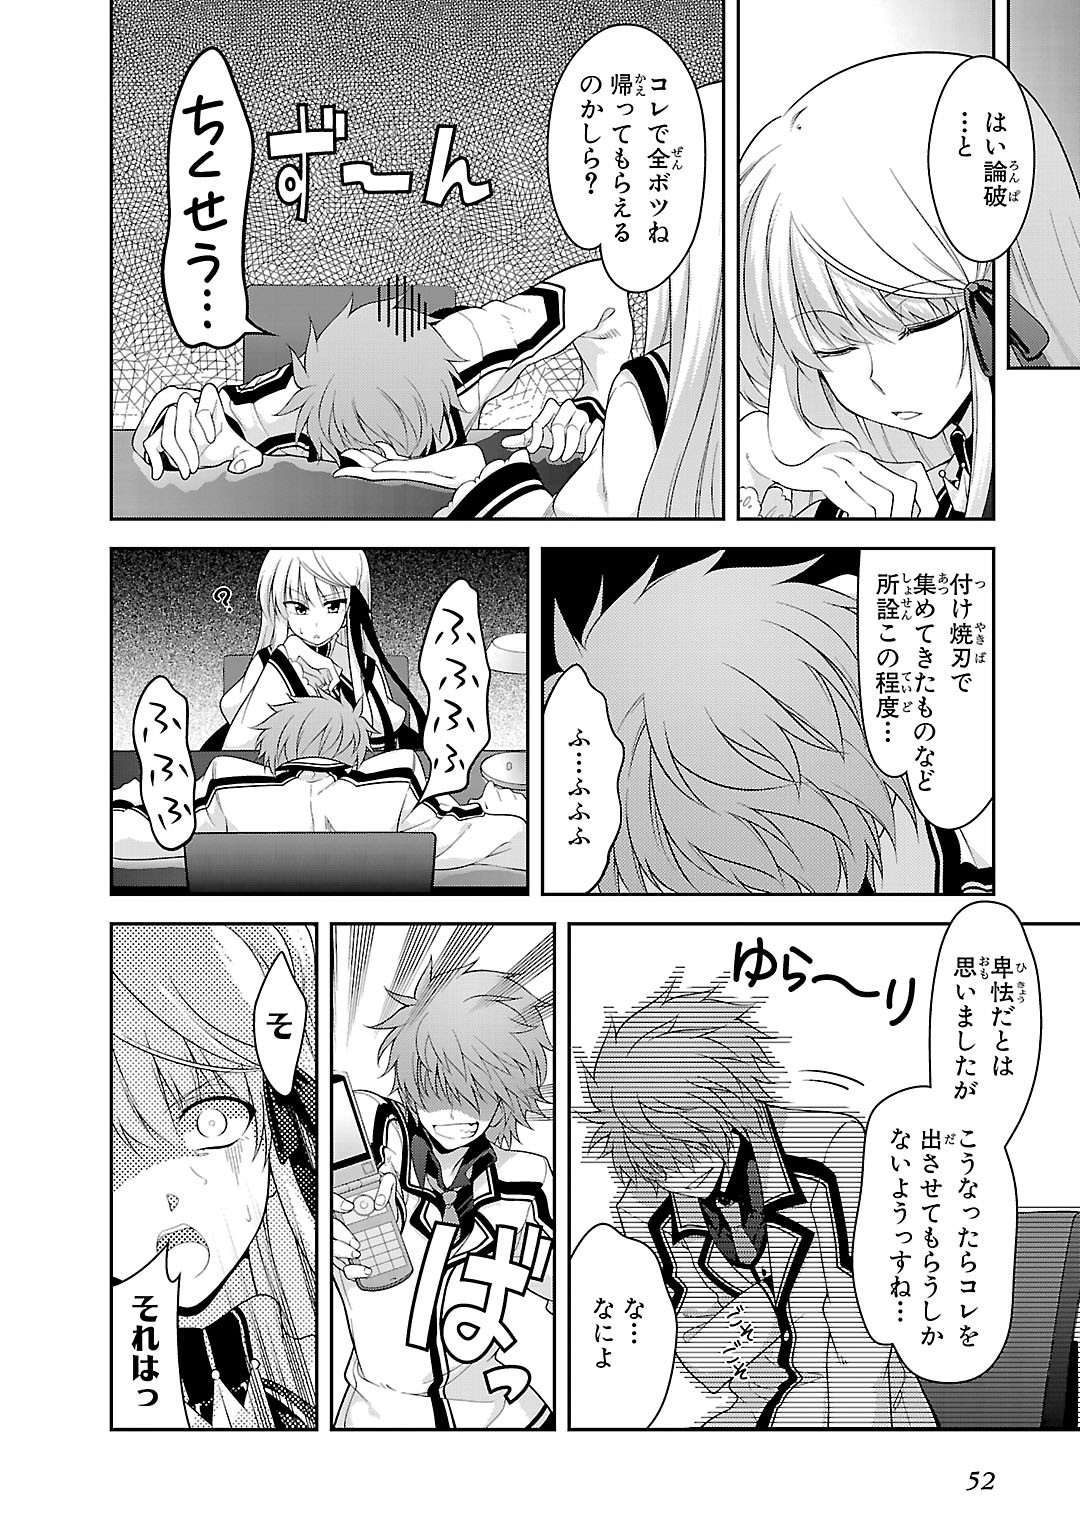 はい論破
…と
コレで全ボツね
帰ってもらえる
のかしら？
ず〜ん
ちくせう…
付け焼刃で
集めてきたものなど
所詮この程度…
ふ…ふふふ
ふふふふ
ふふふふ
?
卑怯だとは
思いましたが
こうなったらコレを
出させてもらうしか
ないようっすね…
ゆら〜り
ごそごそ
な…
なによ
ばーっ
そ
それはっ
52